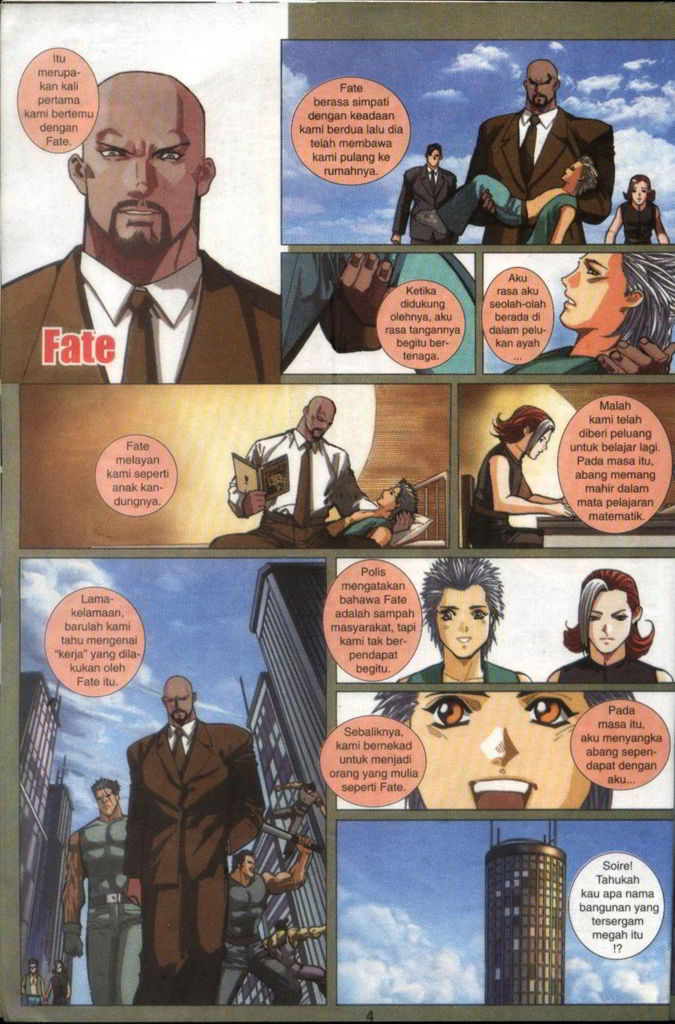 Itu
merupa-
kan kali
pertama
kami bertemu
dengan
Fate.
Fate
Fate
berasa simpati
dengan keadaan
kami berdua lalu dia
telah membawa
kami pulang ke
rumahnya.
Ketika
didukung
olehnya, aku
rasa tangannya
begitu ber-
tenaga.
Aku
rasa aku
seolah-olah
berada di
dalam pelu-
kan ayah
...
Fate
melayan
kami seperti
anak kan-
dungnya.
Malah
kami telah
diberi peluang
untuk belajar lagi.
Pada masa itu,
abang memang
mahir dalam
mata pelajaran
matematik.
Lama-
kelamaan,
barulah kami
tahu mengenai
"kerja" yang dila-
kukan oleh
Fate itu.
Polis
mengatakan
bahawa Fate
adalah sampah
masyarakat, tapi
kami tak ber-
pendapat
begitu.
Sebaliknya,
kami bernekad
untuk menjadi
orang yang mulia
seperti Fate.
Pada
masa itu,
aku menyangka
abang sepen-
dapat dengan
aku...
Soire!
Tahukah
kau apa nama
bangunan yang
tersergam
megah itu
!?
4